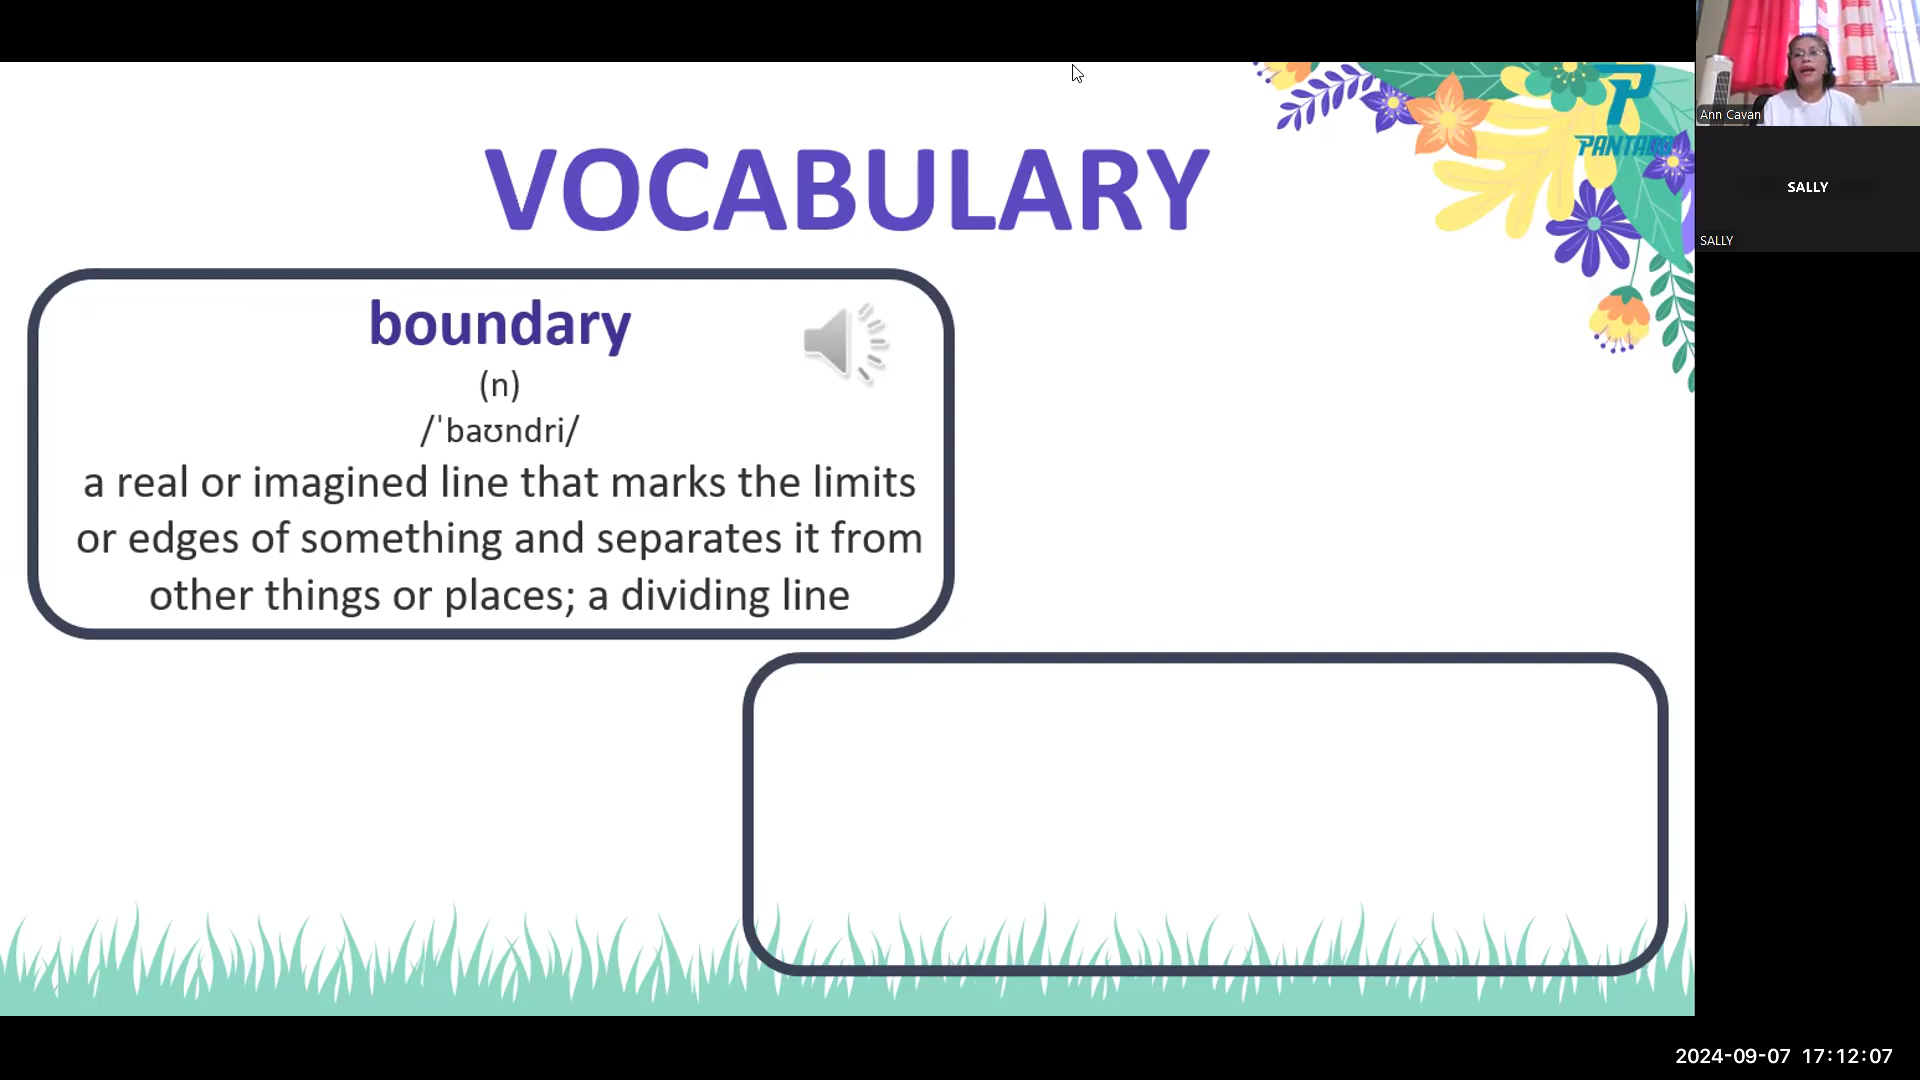 VOCABULARY
boundary
(n)
/ˈbaʊndri/
a real or imagined line that marks the limits
or edges of something and separates it from
other things or places; a dividing line
Ann Cavan
SALLY
SALLY
2024-09-07 17:12:07